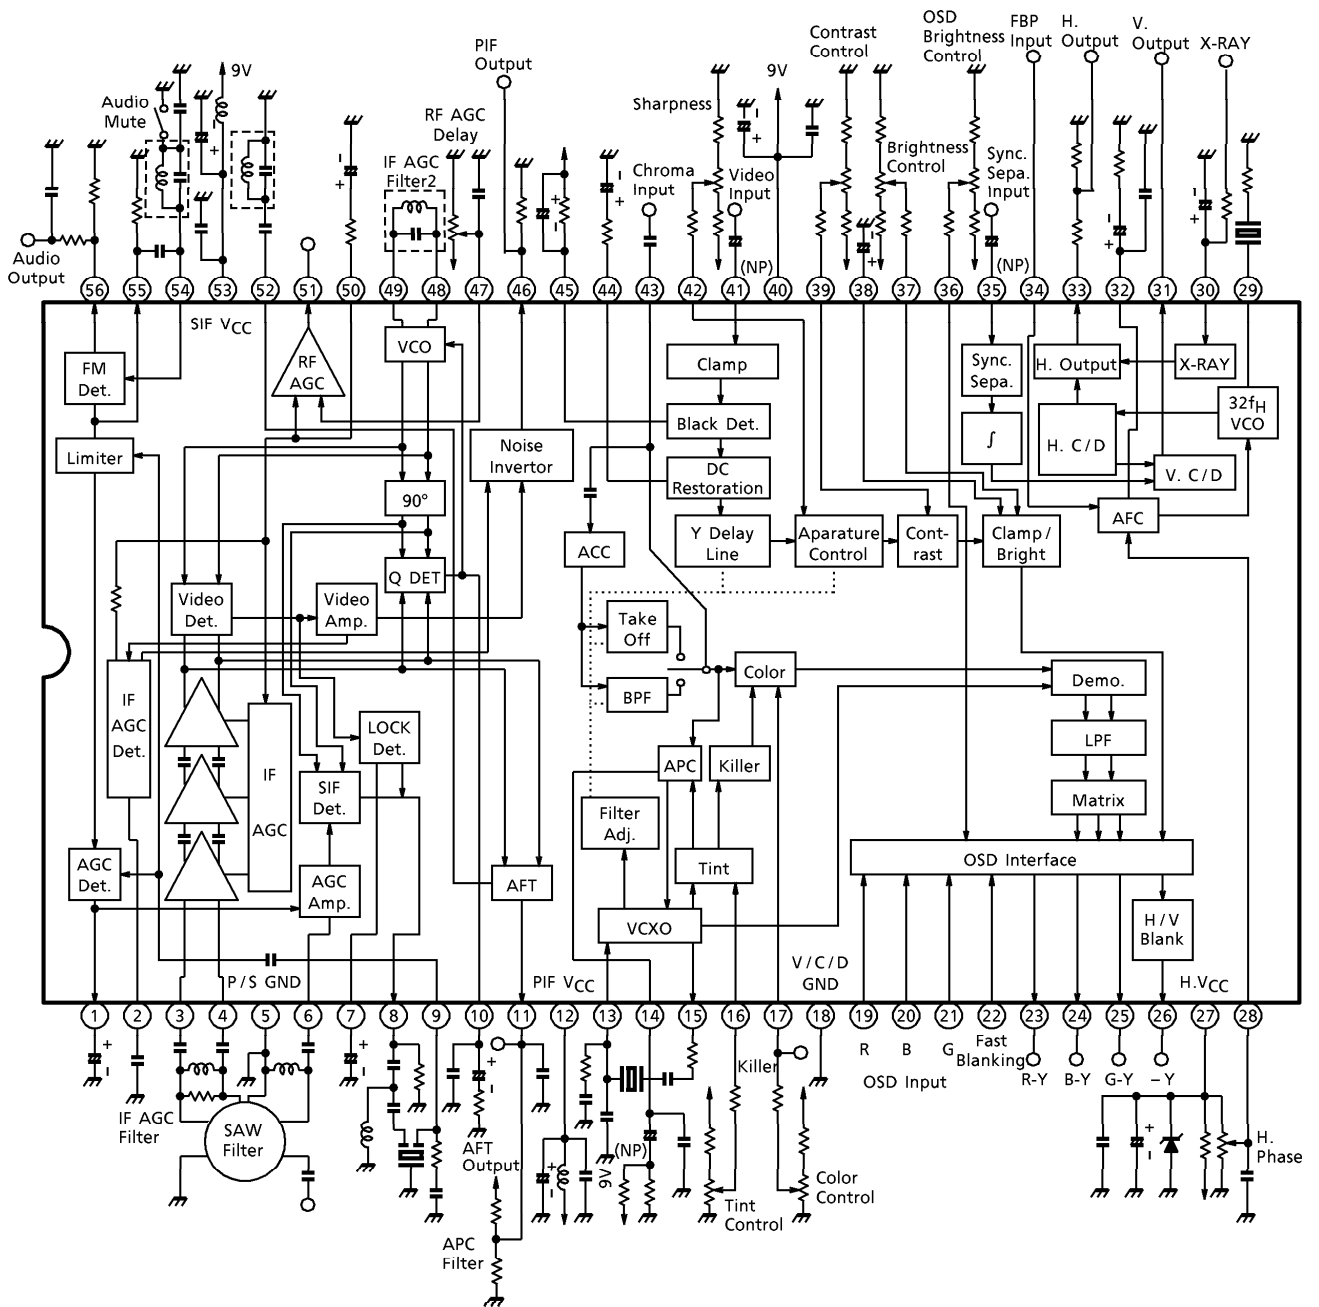 OSD
FBP
H.
V.
Contrast
Brightness
Input
Output
Output
X-RAY
Control
Control
PIF
Output
9V
9V
Audio
Mute
Sharpness
RF AGC
Delay
IF AGC
Filter2
Chroma
Input
Video
Input
Brightness
Control
Sync.
Sepa.
Input
Audio
Output
(NP)
(NP)
56 55 54 53 52 51 50 49 48 47 46 45 44 43 42 41 40 39 38 37 36 35 34 33 32 31 30 29
SIF VCC
FM
Det.
RF
AGC
VCO
Clamp
Sync.
Sepa.
H. Output
X-RAY
Limiter
Noise
Invertor
Black Det.
∫
H. C/D
32fH
VCO
DC
Restoration
V. C/D
90°
ACC
Y Delay
Line
Aparature
Control
Cont-
rast
Clamp/
Bright
AFC
Q DET
Video
Det.
Video
Amp.
Take
Off
BPF
Color
Demo.
IF
AGC
Det.
LOCK
Det.
LPF
IF
AGC
SIF
Det.
APC
Killer
Matrix
Filter
Adj.
AGC
Det.
AGC
Amp.
AFT
Tint
OSD Interface
VCXO
H/V
Blank
P/S GND
PIF VCC
V/C/D
GND
H.VCC
1 2 3 4 5 6 7 8 9 10 11 12 13 14 15 16 17 18 19 20 21 22 23 24 25 26 27 28
R
B
G
Fast
Blanking
OSD Input
R-Y
B-Y
G-Y
-Y
Killer
IF AGC
Filter
SAW
Filter
AFT
Output
(NP)
9V
H.
Phase
Tint
Control
Color
Control
APC
Filter